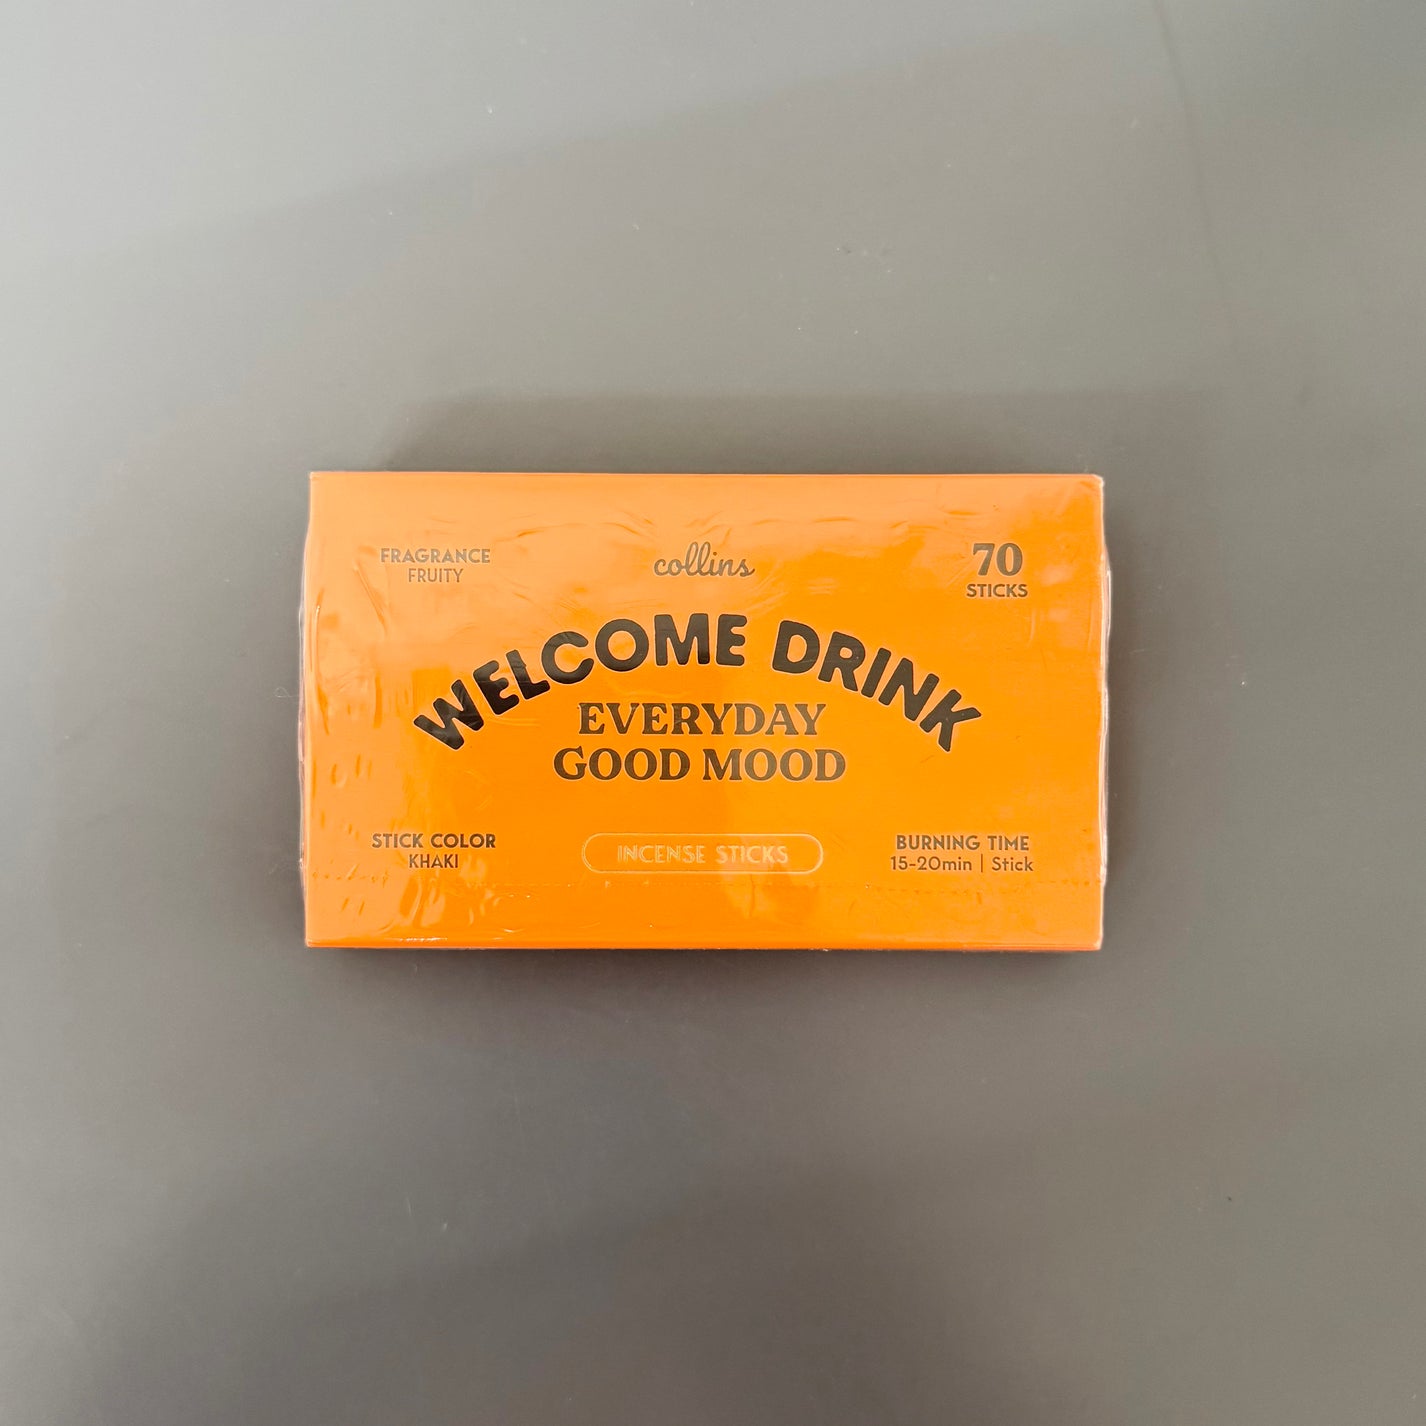 FRAGRANCE
FRUITY
collins
70
STICKS
WELCOME DRINK
EVERYDAY
GOOD MOOD
STICK COLOR
KHAKI
INCENSE STICKS
BURNING TIME
15-20min | Stick